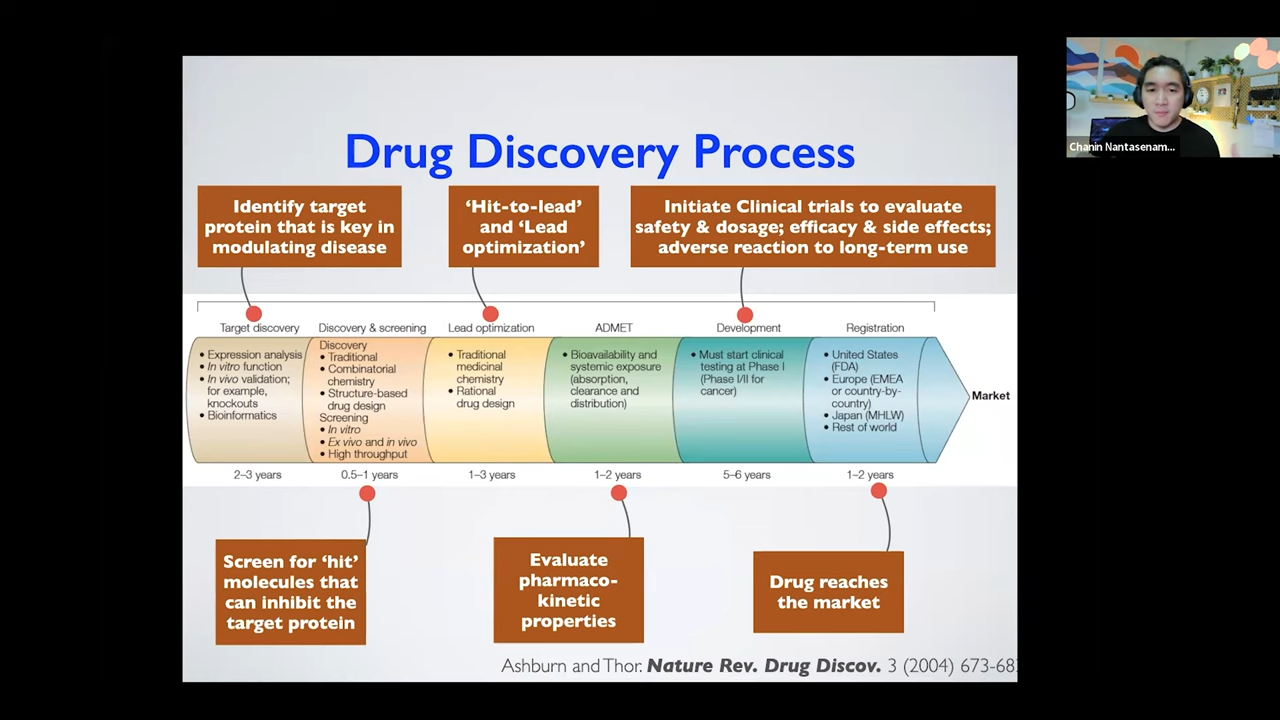 Drug Discovery Process
Identify target
protein that is key in
modulating disease
‘Hit-to-lead’
and ‘Lead
optimization’
Initiate Clinical trials to evaluate
safety & dosage; efficacy & side effects;
adverse reaction to long-term use
Target discovery
• Expression analysis
• In vitro function
• In vivo validation;
for example,
knockouts
• Bioinformatics
2–3 years
Discovery & screening
Discovery
• Traditional
• Combinatorial
chemistry
• Structure-based
drug design
Screening
• In vitro
• Ex vivo and in vivo
• High throughput
0.5–1 years
Lead optimization
• Traditional
medicinal
chemistry
• Rational
drug design
1–3 years
ADMET
• Bioavailability and
systemic exposure
(absorption,
clearance and
distribution)
1–2 years
Development
• Must start clinical
testing at Phase I
(Phase I/II for
cancer)
5–6 years
Registration
• United States
(FDA)
• Europe (EMEA
or country-by-
country)
• Japan (MHLW)
• Rest of world
1–2 years
Market
Screen for ‘hit’
molecules that
can inhibit the
target protein
Evaluate
pharmaco-
kinetic
properties
Drug reaches
the market
Ashburn and Thor. Nature Rev. Drug Discov. 3 (2004) 673-68
Chanin Nantasenam...